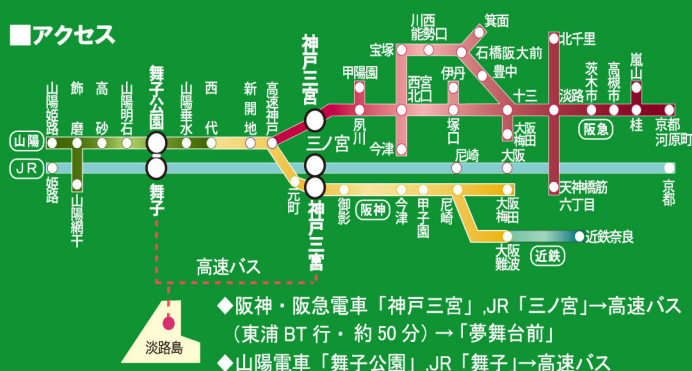 ■アクセス
神戸三宮
川西能勢口
箕面
宝塚
石橋阪大前
北千里
甲陽園
西宮北口
伊丹
豊中
嵐山
山陽姫路
飾磨
高砂
山陽明石
舞子公園
山陽垂水
西代
新開地
高速神戸
夙川
塚口
十三
淡路
茨木市
高槻市
桂
京都河原町
山陽
三ノ宮
今津
大阪梅田
阪急
JR
姫路
山陽網干
舞子
元町
神戸三宮
尼崎
大阪
京都
御影
阪神
今津
甲子園
尼崎
大阪梅田
天神橋筋六丁目
大阪難波
近鉄
近鉄奈良
高速バス
淡路島
◆阪神・阪急電車「神戸三宮」,JR「三ノ宮」→高速バス
(東浦BT行・約50分)→「夢舞台前」
◆山陽電車「舞子公園」,JR「舞子」→高速バス